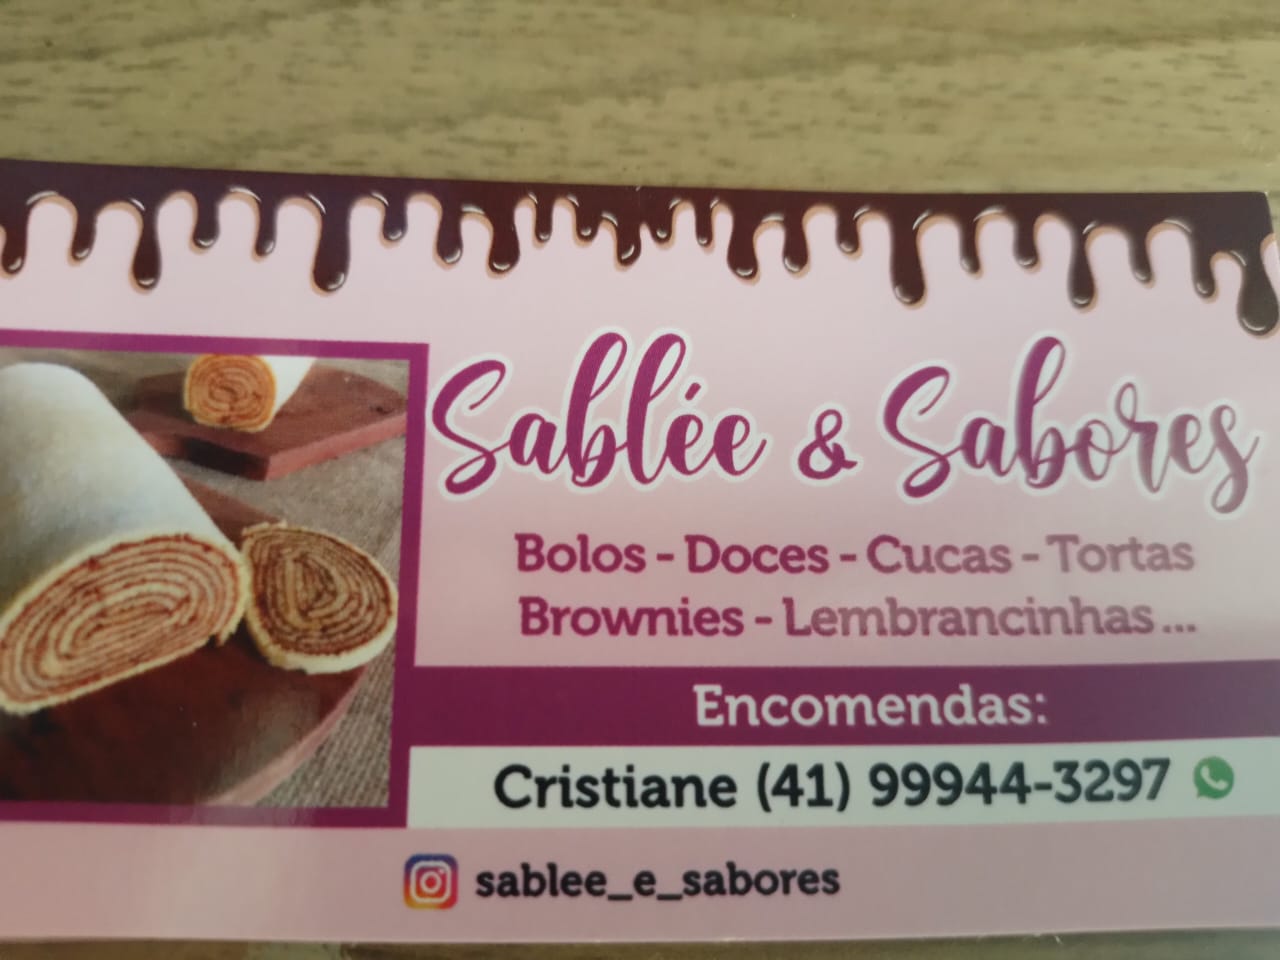 Sablée & Sabores
Bolos - Doces - Cucas - Tortas
Brownies - Lembrancinhas...
Encomendas:
Cristiane (41) 99944-3297
sablee_e_sabores